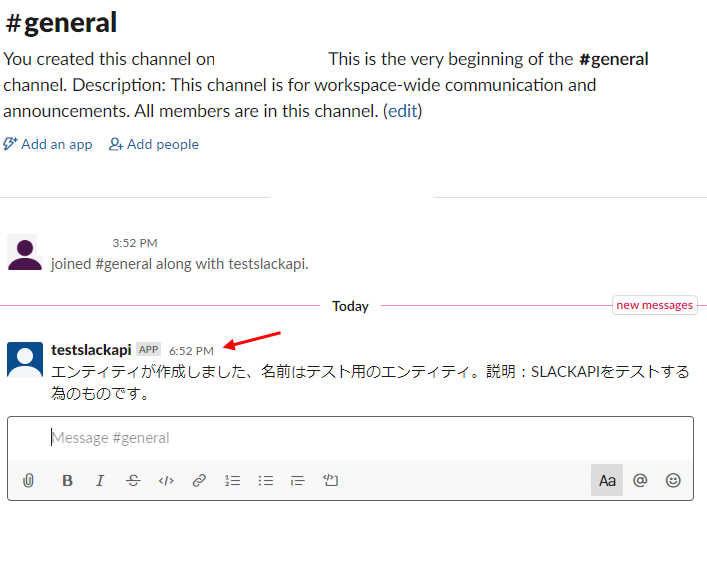 #general
You created this channel on This is the very beginning of the #general
channel. Description: This channel is for workspace-wide communication and
announcements. All members are in this channel. (edit)
Add an app Add people
3:52 PM
joined #general along with testslackapi.
Today
new messages
testslackapi APP 6:52 PM
エンティティが作成しました、名前はテスト用のエンティティ。説明：SLACKAPIをテストする
為のものです。
Message #general
B I S </> Aa @